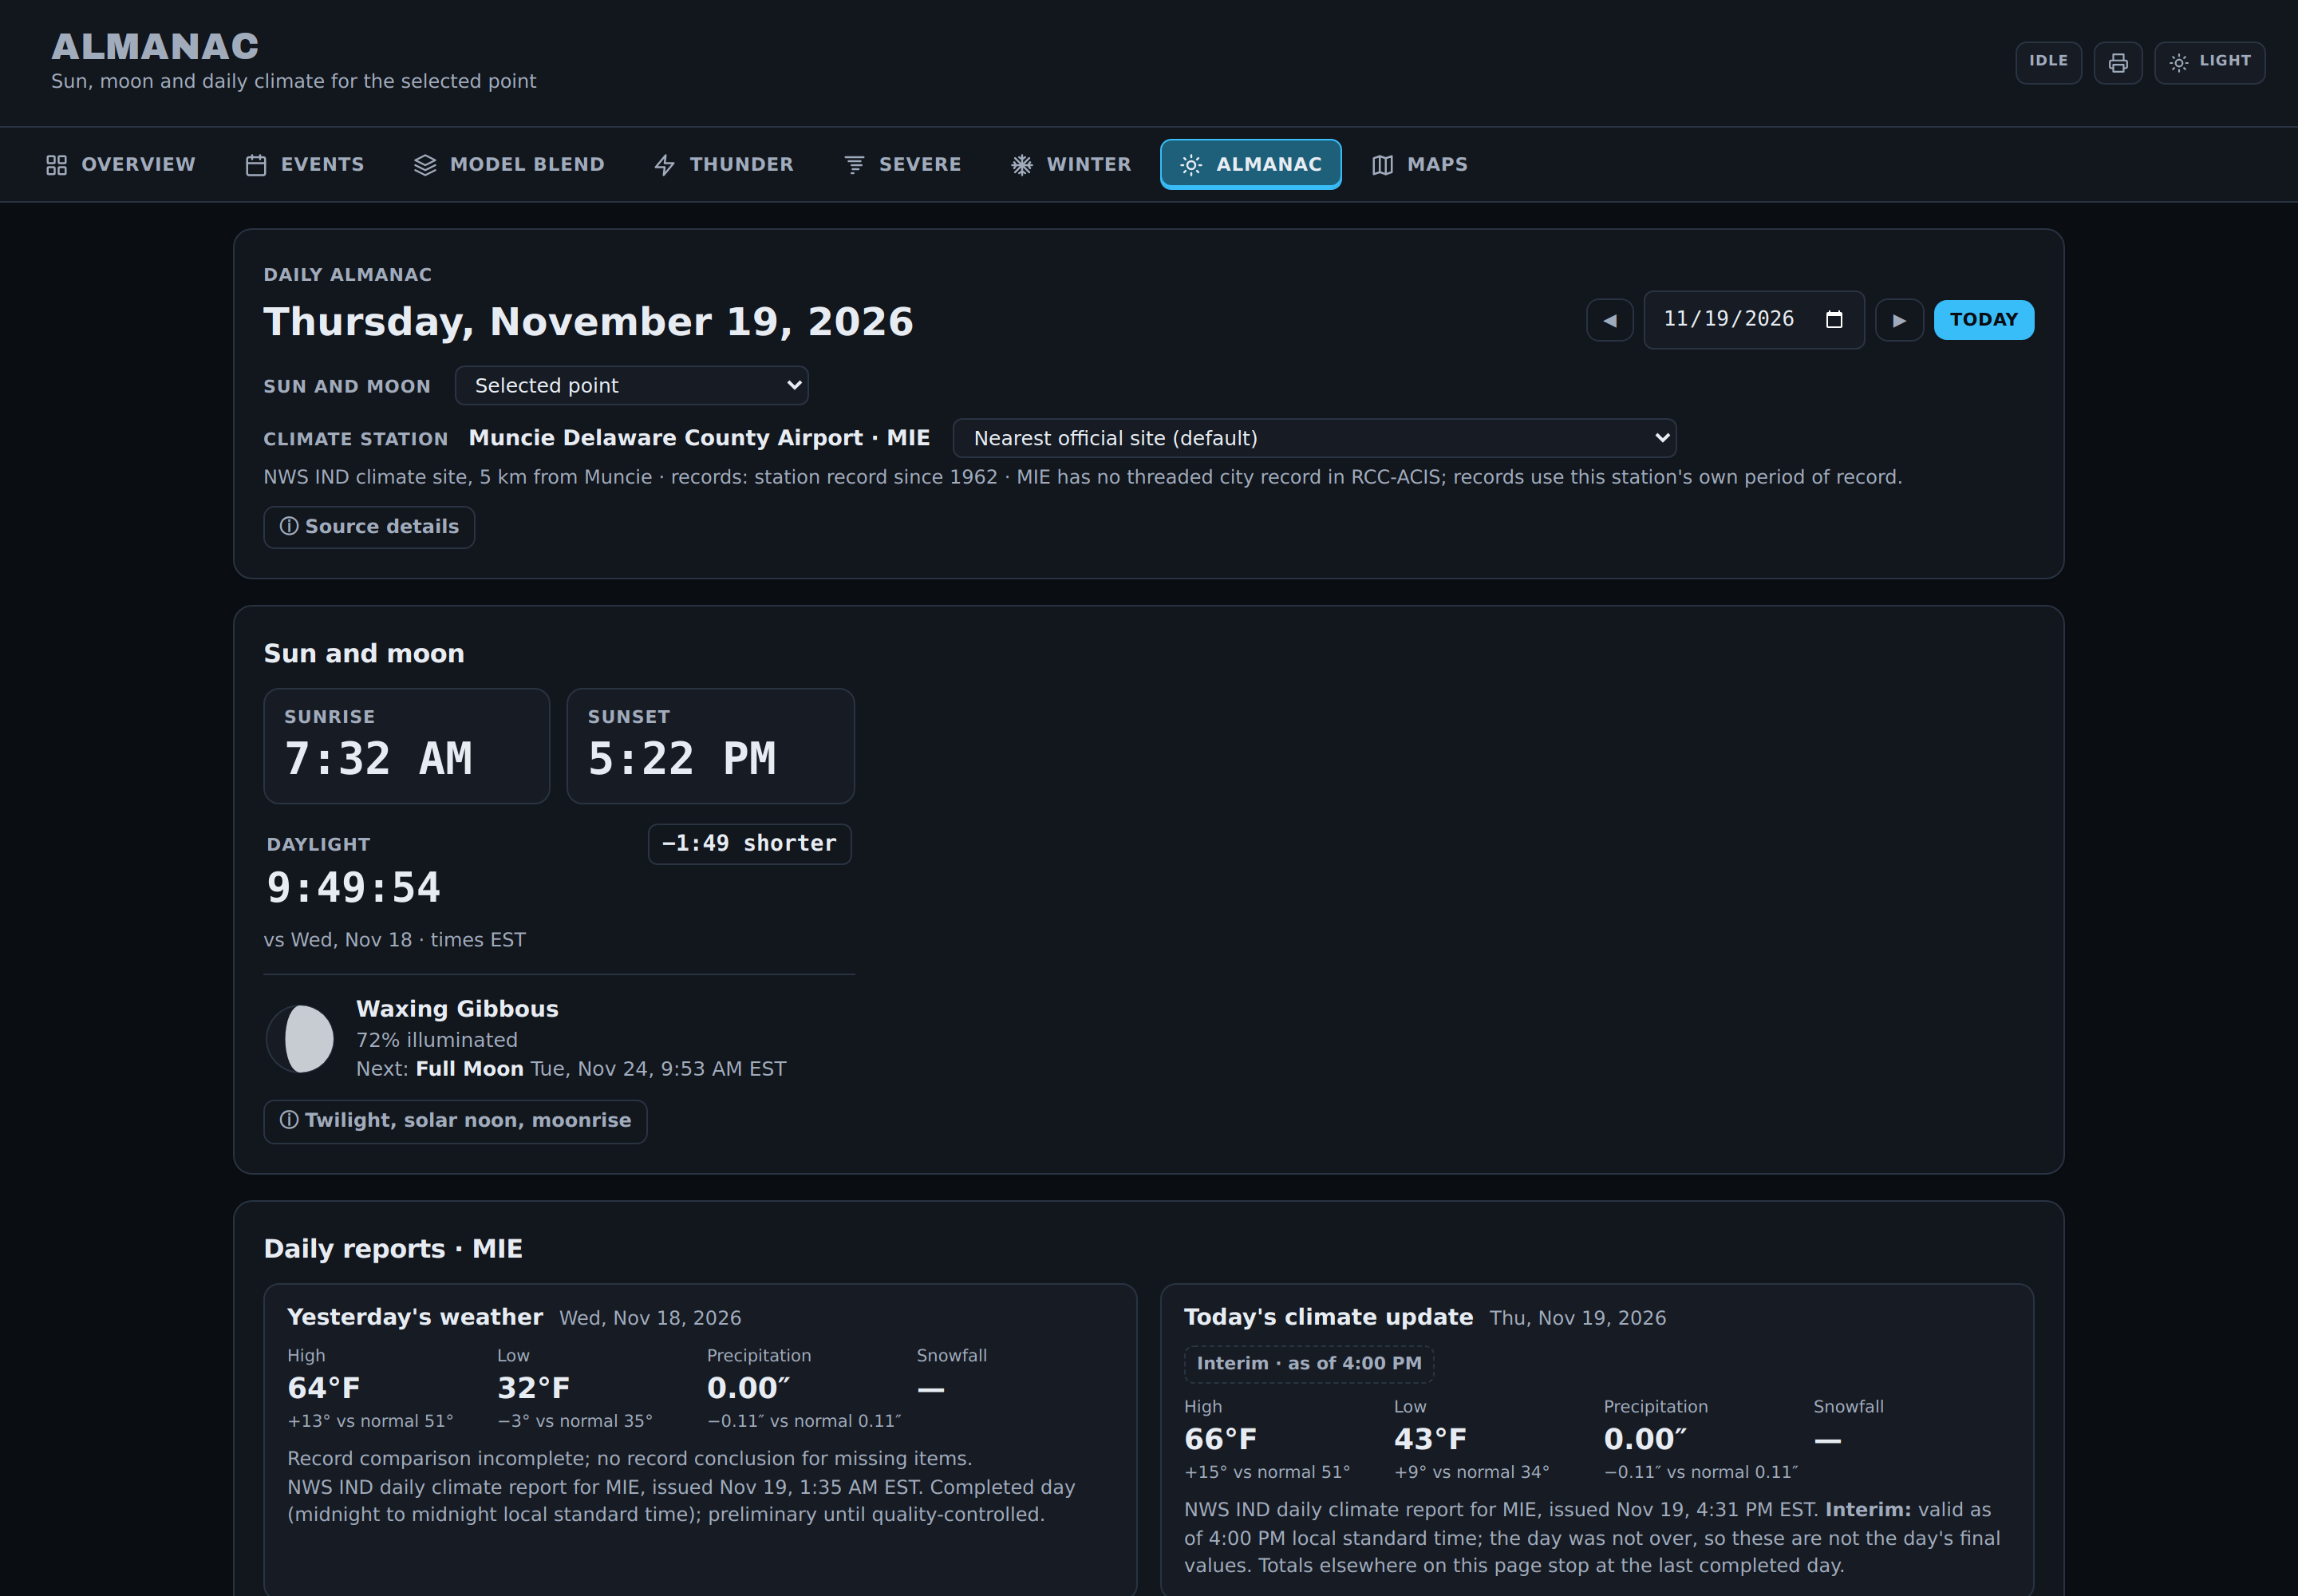 ALMANAC
Sun, moon and daily climate for the selected point
IDLE
LIGHT
OVERVIEW
EVENTS
MODEL BLEND
THUNDER
SEVERE
WINTER
ALMANAC
MAPS
DAILY ALMANAC
Thursday, November 19, 2026
◀
11/19/2026
▶
TODAY
SUN AND MOON
Selected point
CLIMATE STATION
Muncie Delaware County Airport · MIE
Nearest official site (default)
NWS IND climate site, 5 km from Muncie · records: station record since 1962 · MIE has no threaded city record in RCC-ACIS; records use this station's own period of record.
ⓘ Source details
Sun and moon
SUNRISE
7:32 AM
SUNSET
5:22 PM
DAYLIGHT
−1:49 shorter
9:49:54
vs Wed, Nov 18 · times EST
Waxing Gibbous
72% illuminated
Next: Full Moon Tue, Nov 24, 9:53 AM EST
ⓘ Twilight, solar noon, moonrise
Daily reports · MIE
Yesterday's weather Wed, Nov 18, 2026
High
64°F
+13° vs normal 51°
Low
32°F
−3° vs normal 35°
Precipitation
0.00″
−0.11″ vs normal 0.11″
Snowfall
—
Record comparison incomplete; no record conclusion for missing items.
NWS IND daily climate report for MIE, issued Nov 19, 1:35 AM EST. Completed day
(midnight to midnight local standard time); preliminary until quality-controlled.
Today's climate update Thu, Nov 19, 2026
Interim · as of 4:00 PM
High
66°F
+15° vs normal 51°
Low
43°F
+9° vs normal 34°
Precipitation
0.00″
−0.11″ vs normal 0.11″
Snowfall
—
NWS IND daily climate report for MIE, issued Nov 19, 4:31 PM EST. Interim: valid as
of 4:00 PM local standard time; the day was not over, so these are not the day's final
values. Totals elsewhere on this page stop at the last completed day.